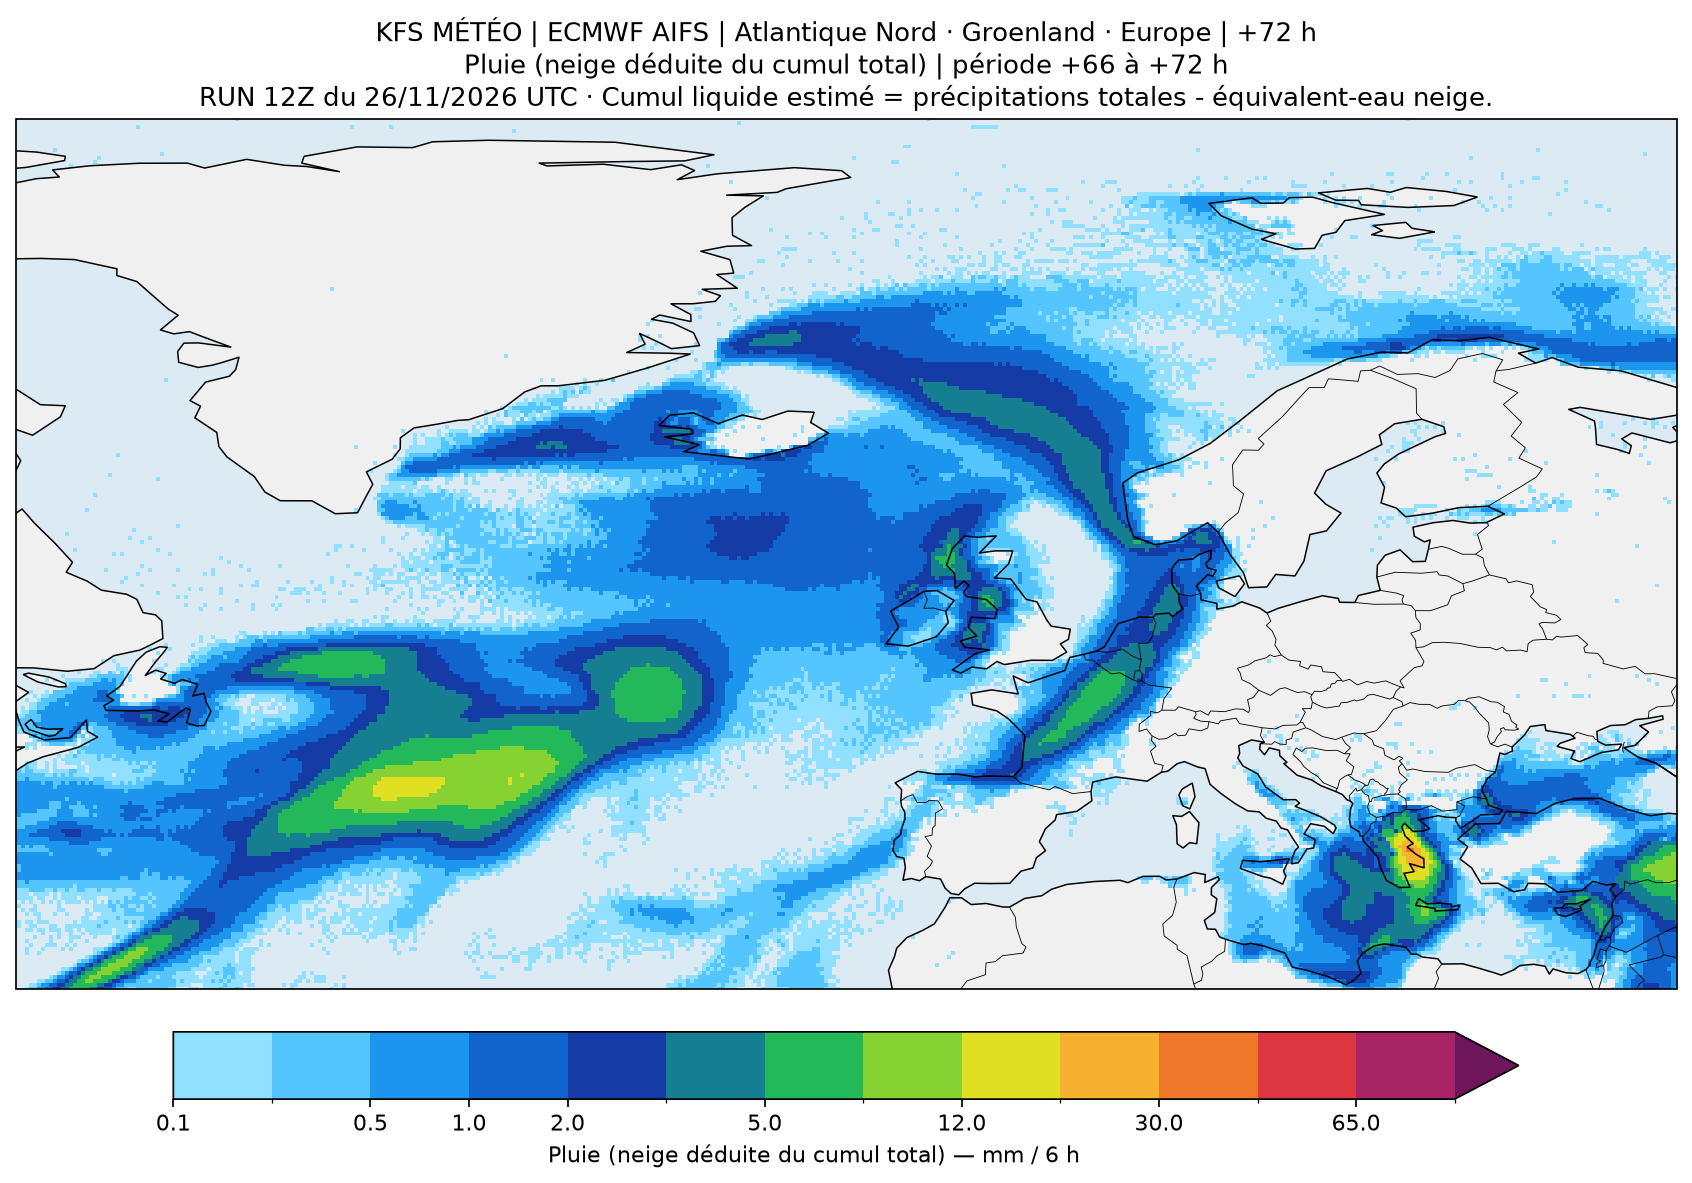 KFS MÉTÉO | ECMWF AIFS | Atlantique Nord · Groenland · Europe | +72 h
Pluie (neige déduite du cumul total) | période +66 à +72 h
RUN 12Z du 26/11/2026 UTC · Cumul liquide estimé = précipitations totales - équivalent-eau neige.
0.1 0.5 1.0 2.0 5.0 12.0 30.0 65.0
Pluie (neige déduite du cumul total) — mm / 6 h